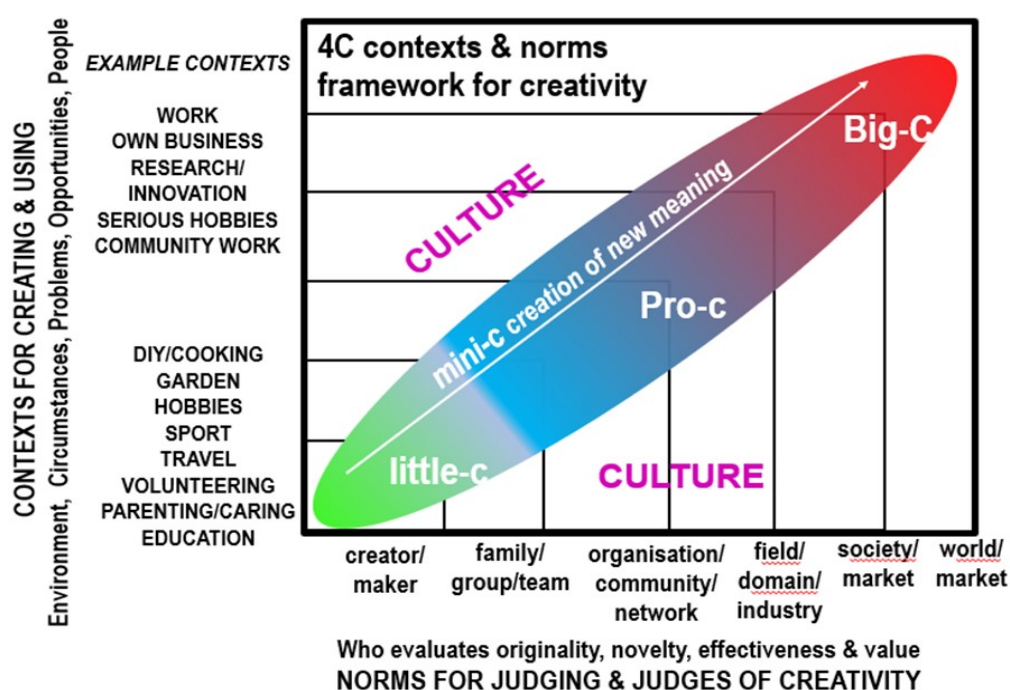 4C contexts & norms
framework for creativity
CONTEXTS FOR CREATING & USING
Environment, Circumstances, Problems, Opportunities, People
EXAMPLE CONTEXTS
WORK
OWN BUSINESS
RESEARCH/
INNOVATION
SERIOUS HOBBIES
COMMUNITY WORK
DIY/COOKING
GARDEN
HOBBIES
SPORT
TRAVEL
VOLUNTEERING
PARENTING/CARING
EDUCATION
CULTURE
Big-C
mini-c creation of new meaning
Pro-c
little-c
CULTURE
creator/
maker
family/
group/team
organisation/
community/
network
field/
domain/
industry
society/
market
world/
market
Who evaluates originality, novelty, effectiveness & value
NORMS FOR JUDGING & JUDGES OF CREATIVITY